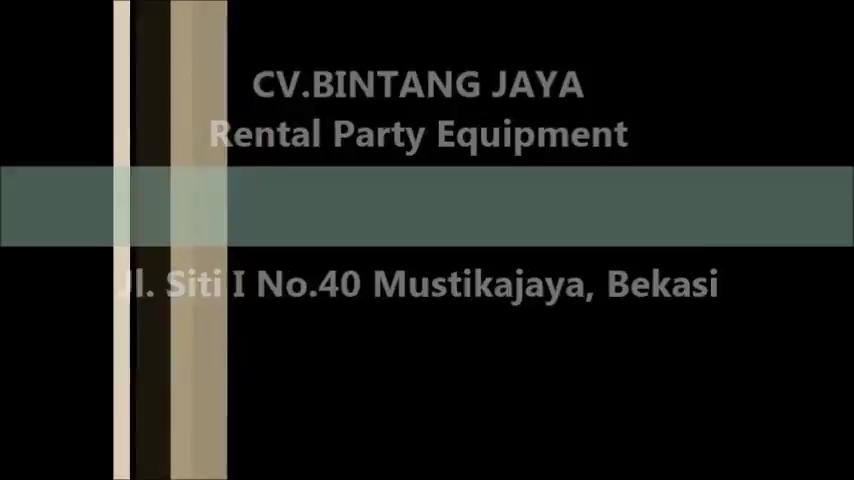 CV.BINTANG JAYA
Rental Party Equipment
Jl. Siti I No.40 Mustikajaya, Bekasi